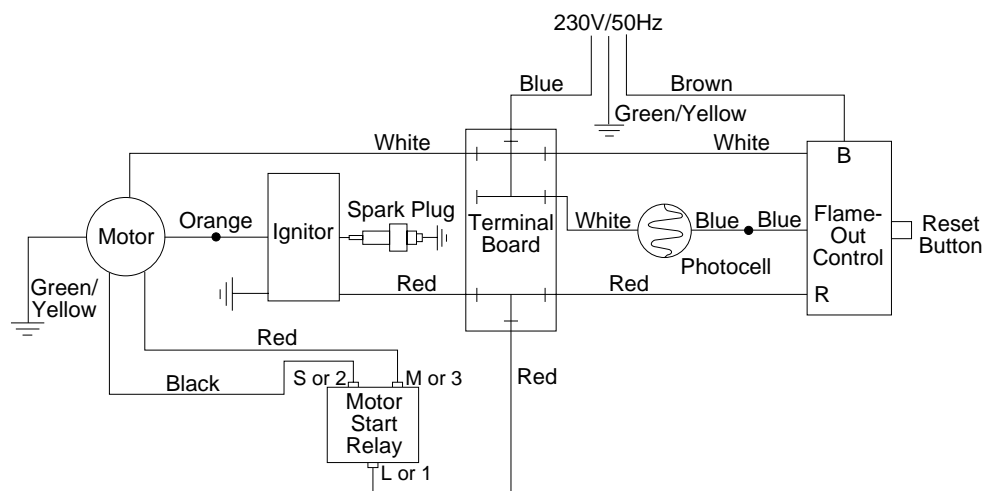 230V/50Hz
Blue
Brown
Green/Yellow
White
White
B
Orange
Ignitor
Spark Plug
Motor
Terminal
Board
White
Blue
Blue
Flame-
Out
Control
Reset
Button
Photocell
Green/
Yellow
Red
Red
R
Red
Black
S or 2
M or 3
Red
Motor
Start
Relay
L or 1